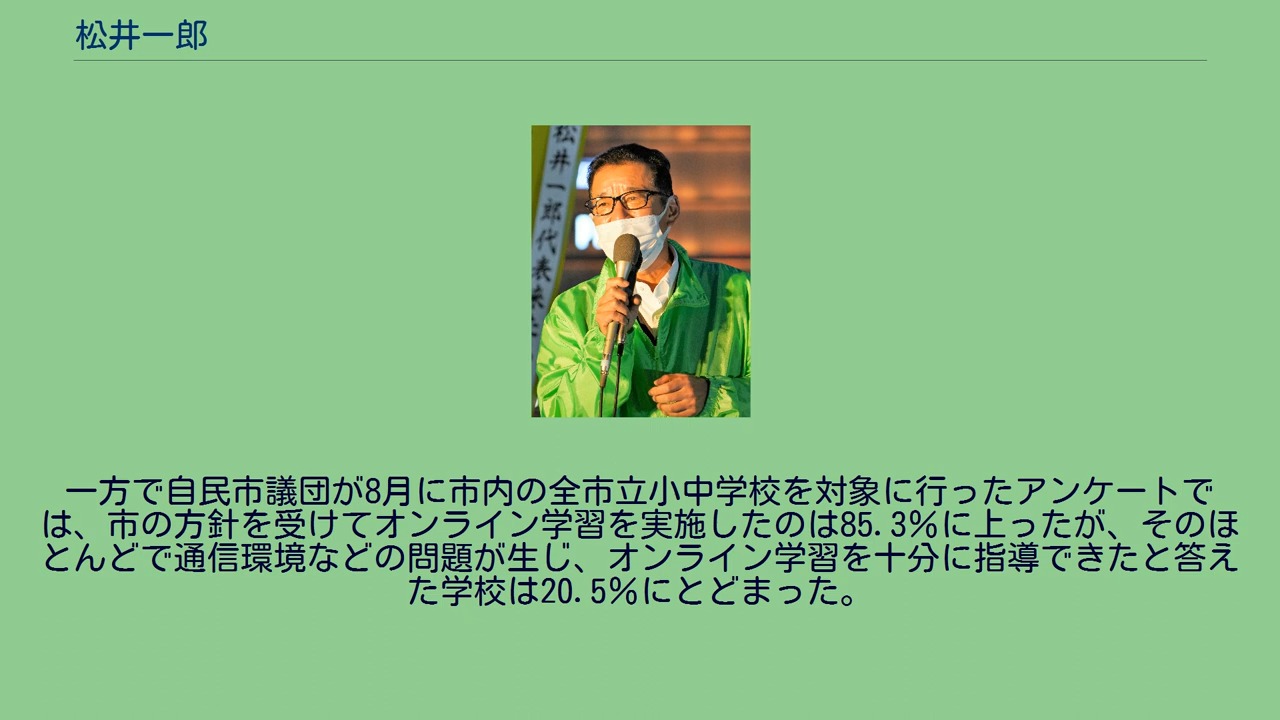 松井一郎
松井一郎代表来
一方で自民市議団が8月に市内の全市立小中学校を対象に行ったアンケートで
は、市の方針を受けてオンライン学習を実施したのは85.3%に上ったが、そのほ
とんどで通信環境などの問題が生じ、オンライン学習を十分に指導できたと答え
た学校は20.5%にとどまった。